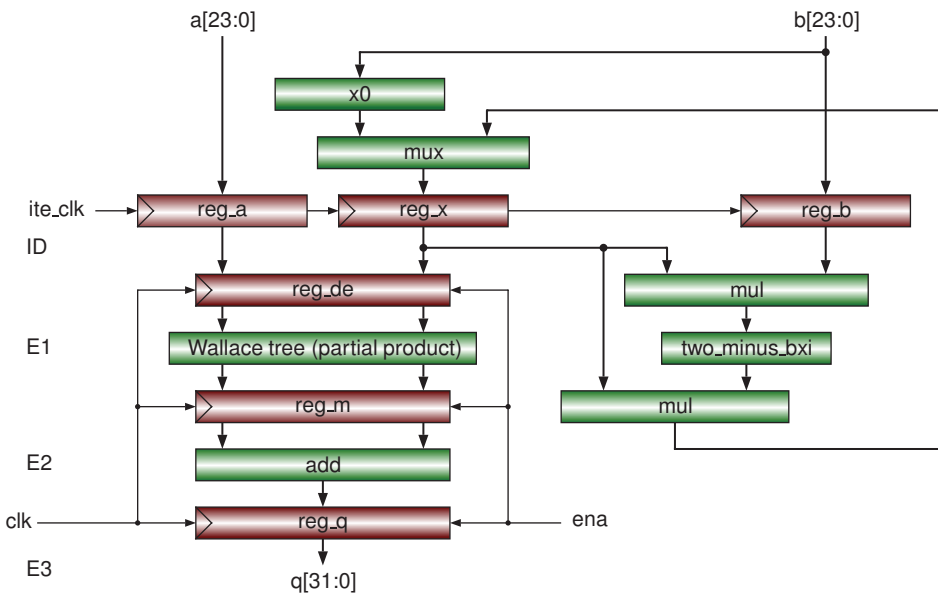 a[23:0]
b[23:0]
x0
mux
ite_clk
reg_a
reg_x
reg_b
ID
reg_de
mul
E1
Wallace tree (partial product)
two_minus_bxi
reg_m
mul
E2
add
clk
reg_q
ena
E3
q[31:0]